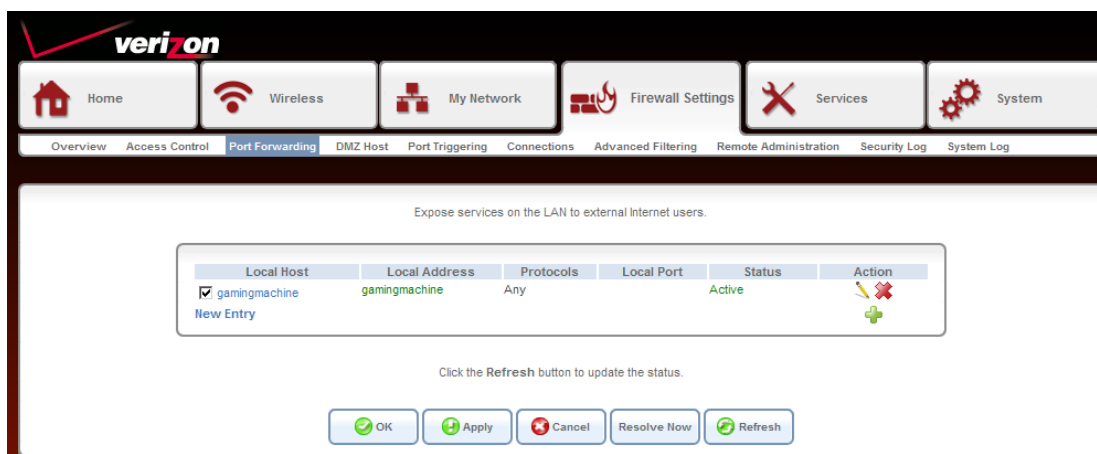 verizon
Home Wireless My Network Firewall Settings Services System
Overview Access Control Port Forwarding DMZ Host Port Triggering Connections Advanced Filtering Remote Administration Security Log System Log
Expose services on the LAN to external Internet users.
Local Host Local Address Protocols Local Port Status Action
gamingmachine gamingmachine Any Active
New Entry
Click the Refresh button to update the status.
OK Apply Cancel Resolve Now Refresh